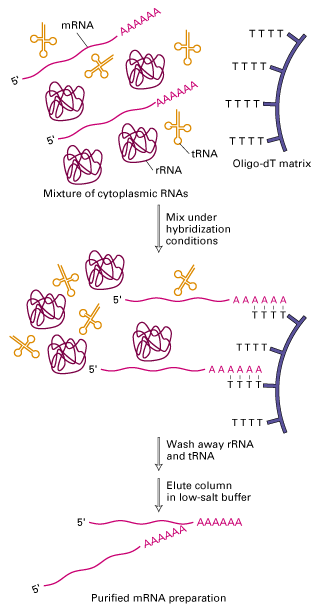 mRNA
AAAAAA
5'
TTTT
TTTT
AAAAAA
TTTT
5'
TTTT
tRNA
rRNA
Oligo-dT matrix
Mixture of cytoplasmic RNAs
Mix under
hybridization
conditions
5'
AAAAAA
TTTT
TTTT
5'
AAAAAA
TTTT
TTTT
Wash away rRNA
and tRNA
Elute column
in low-salt buffer
5'
AAAAAA
AAAAAA
5'
Purified mRNA preparation